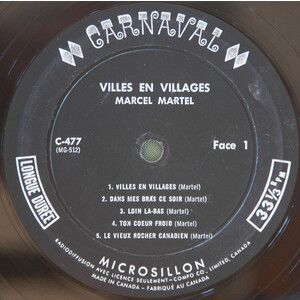 CARNAVAL
VILLES EN VILLAGES
MARCEL MARTEL
C-477
(MG-512)
Face 1
LONGUE DURÉE
33⅓ R.P.M.
1. VILLES EN VILLAGES (Martel)
2. DANS MES BRAS CE SOIR (Martel)
3. LOIN LA-BAS (Martel)
4. TON COEUR FROID (Martel)
5. LE VIEUX ROCHER CANADIEN (Martel)
MICROSILLON
RADIODIFFUSION AVEC LICENCE SEULEMENT - COMPO CO. LIMITED, CANADA.
MADE IN CANADA - FABRIQUÉ AU CANADA